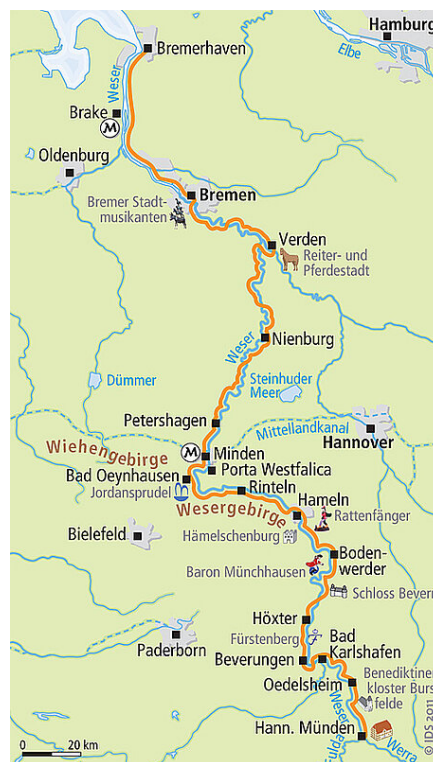 Hamburg
Elbe
Bremerhaven
Weser
Brake
M
Oldenburg
Bremen
Bremer Stadt-
musikanten
Verden
Reiter- und
Pferdestadt
Weser
Nienburg
Dümmer
Steinhuder
Meer
Petershagen
Mittellandkanal
Hannover
Wiehengebirge
M
Minden
Porta Westfalica
Bad Oeynhausen
Jordansprudel
Rinteln
Wesergebirge
Hameln
Rattenfänger
Bielefeld
Hämelschenburg
Boden-
werder
Baron Münchhausen
Schloss Bevern
Höxter
Fürstenberg
Bad
Karlshafen
Paderborn
Beverungen
Oedelsheim
Benediktiner
kloster Burs
felde
Weser
Hann. Münden
Fulda
Werra
0 20 km
© IDS 2011